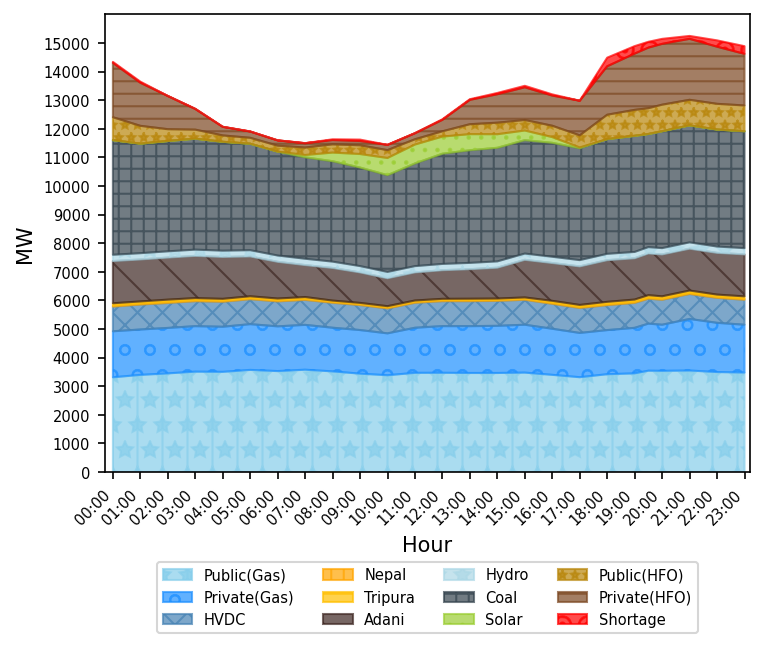 MW
15000
14000
13000
12000
11000
10000
9000
8000
7000
6000
5000
4000
3000
2000
1000
0
00:00 01:00 02:00 03:00 04:00 05:00 06:00 07:00 08:00 09:00 10:00 11:00 12:00 13:00 14:00 15:00 16:00 17:00 18:00 19:00 20:00 21:00 22:00 23:00
Hour
Public(Gas) Nepal Hydro Public(HFO)
Private(Gas) Tripura Coal Private(HFO)
HVDC Adani Solar Shortage